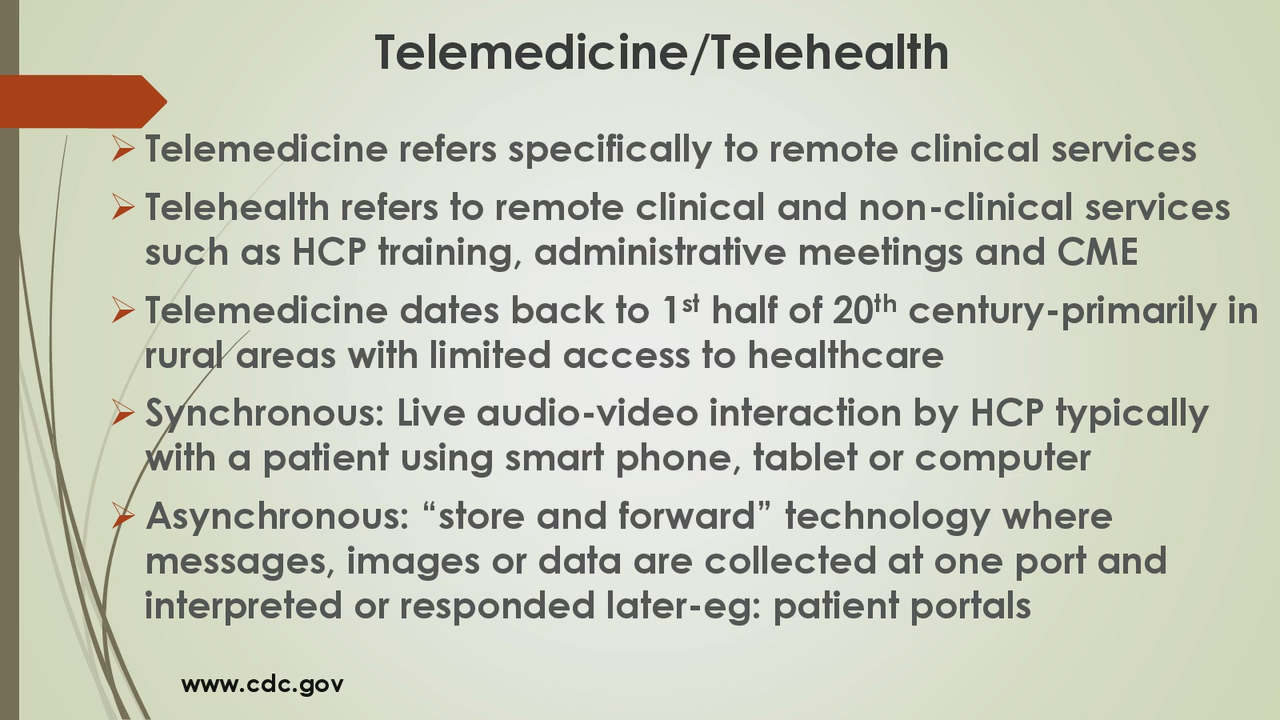 Telemedicine/Telehealth
Telemedicine refers specifically to remote clinical services
Telehealth refers to remote clinical and non-clinical services
such as HCP training, administrative meetings and CME
Telemedicine dates back to 1st half of 20th century-primarily in
rural areas with limited access to healthcare
Synchronous: Live audio-video interaction by HCP typically
with a patient using smart phone, tablet or computer
Asynchronous: “store and forward” technology where
messages, images or data are collected at one port and
interpreted or responded later-eg: patient portals
www.cdc.gov